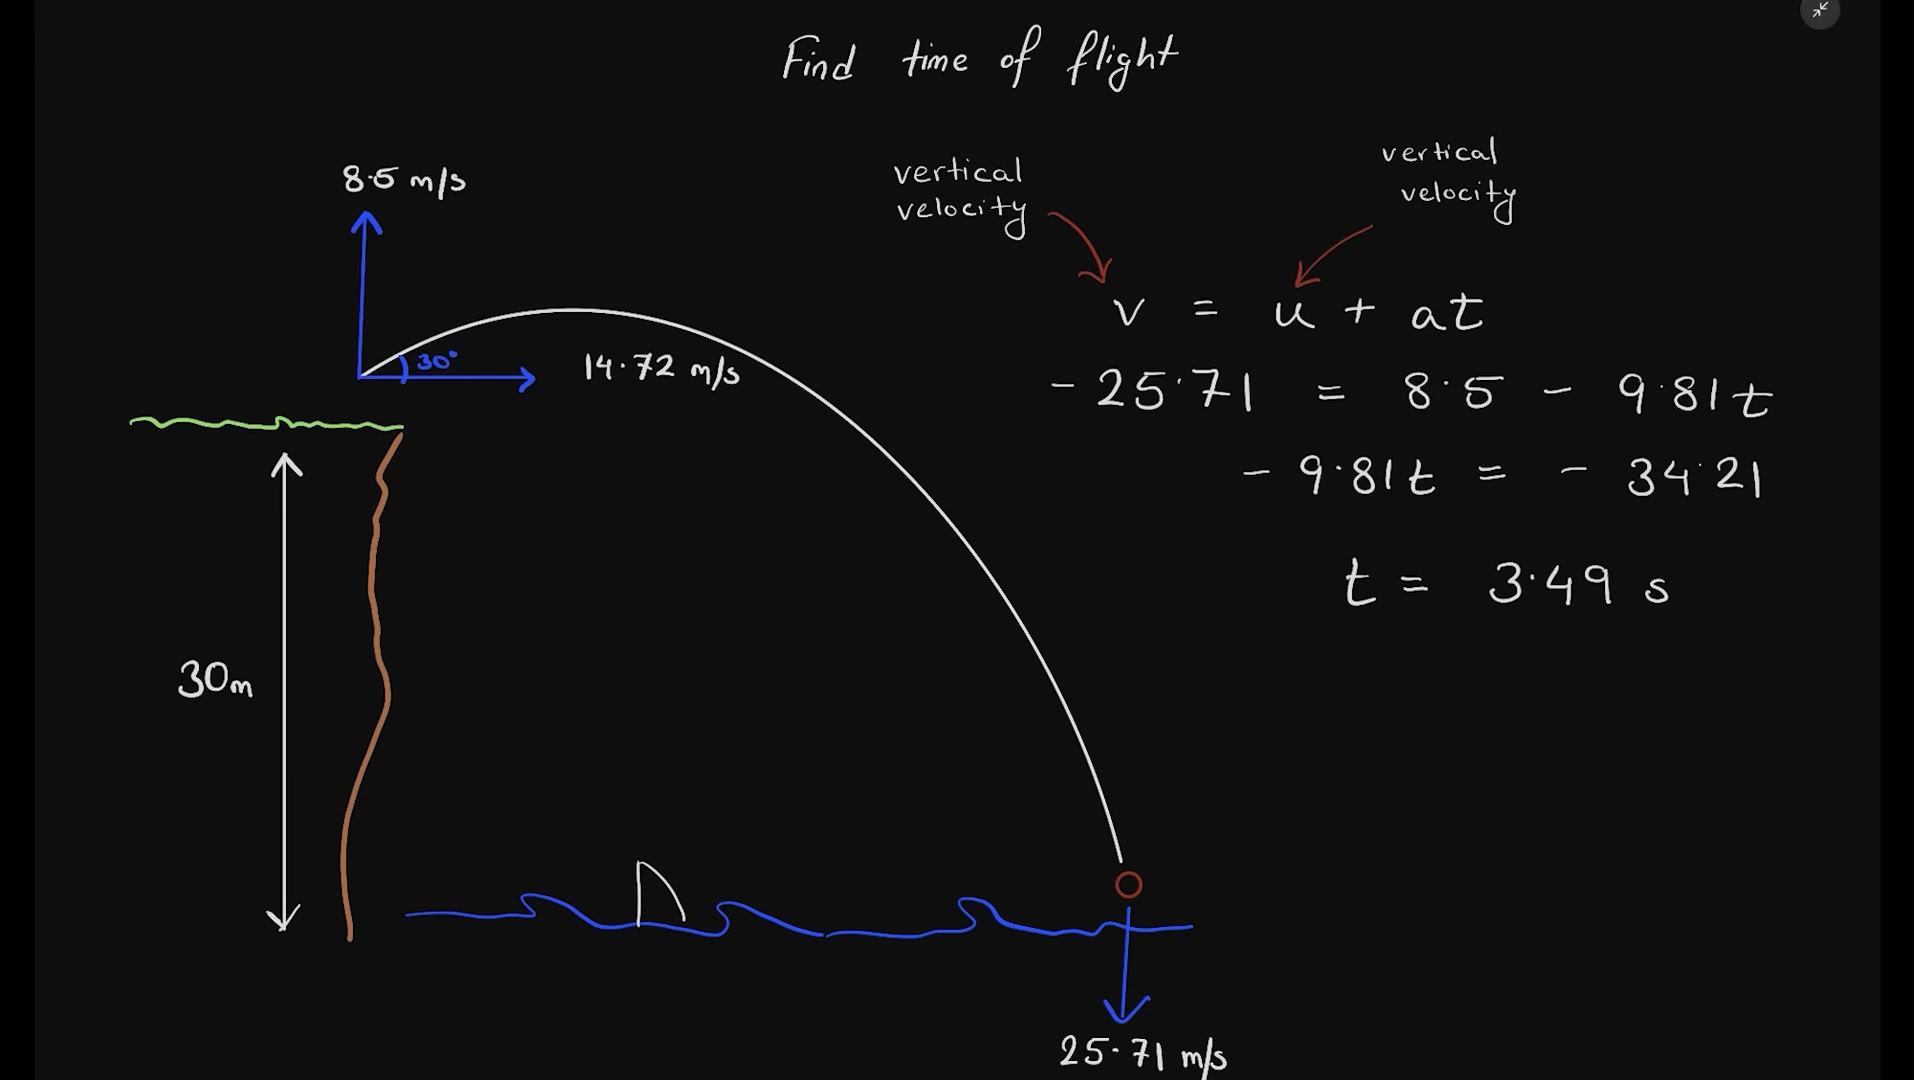 Find time of flight
8.5 m/s
vertical
velocity
vertical
velocity
v = u + at
30°
14.72 m/s
- 25.71 = 8.5 - 9.81t
- 9.81t = - 34.21
t = 3.49 s
30m
25.71 m/s